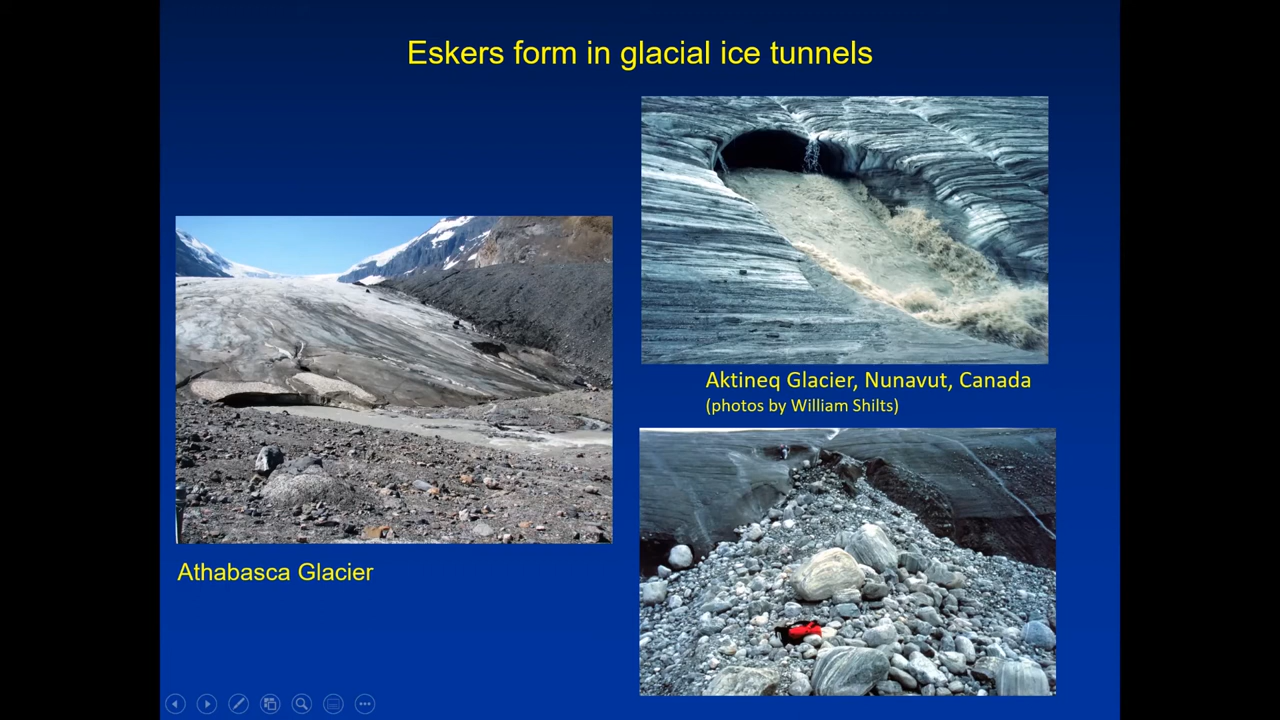 Eskers form in glacial ice tunnels
Aktineq Glacier, Nunavut, Canada
(photos by William Shilts)
Athabasca Glacier